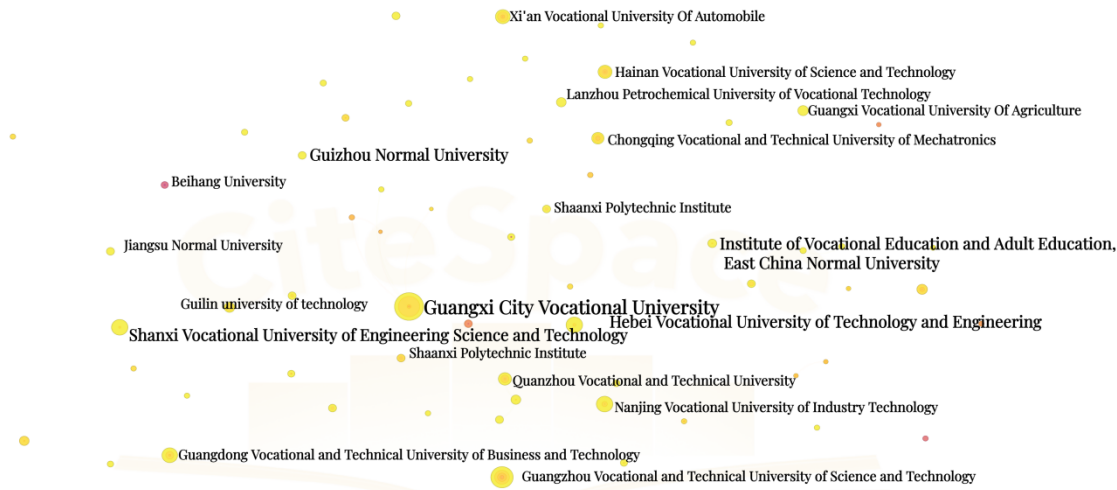 Xi'an Vocational University Of Automobile
Hainan Vocational University of Science and Technology
Lanzhou Petrochemical University of Vocational Technology
Guangxi Vocational University Of Agriculture
Chongqing Vocational and Technical University of Mechatronics
Guizhou Normal University
Beihang University
CiteSpace
Shaanxi Polytechnic Institute
Jiangsu Normal University
Institute of Vocational Education and Adult Education,
East China Normal University
Guilin university of technology
Guangxi City Vocational University
Hebei Vocational University of Technology and Engineering
Shanxi Vocational University of Engineering Science and Technology
Shaanxi Polytechnic Institute
Quanzhou Vocational and Technical University
Nanjing Vocational University of Industry Technology
Guangdong Vocational and Technical University of Business and Technology
Guangzhou Vocational and Technical University of Science and Technology